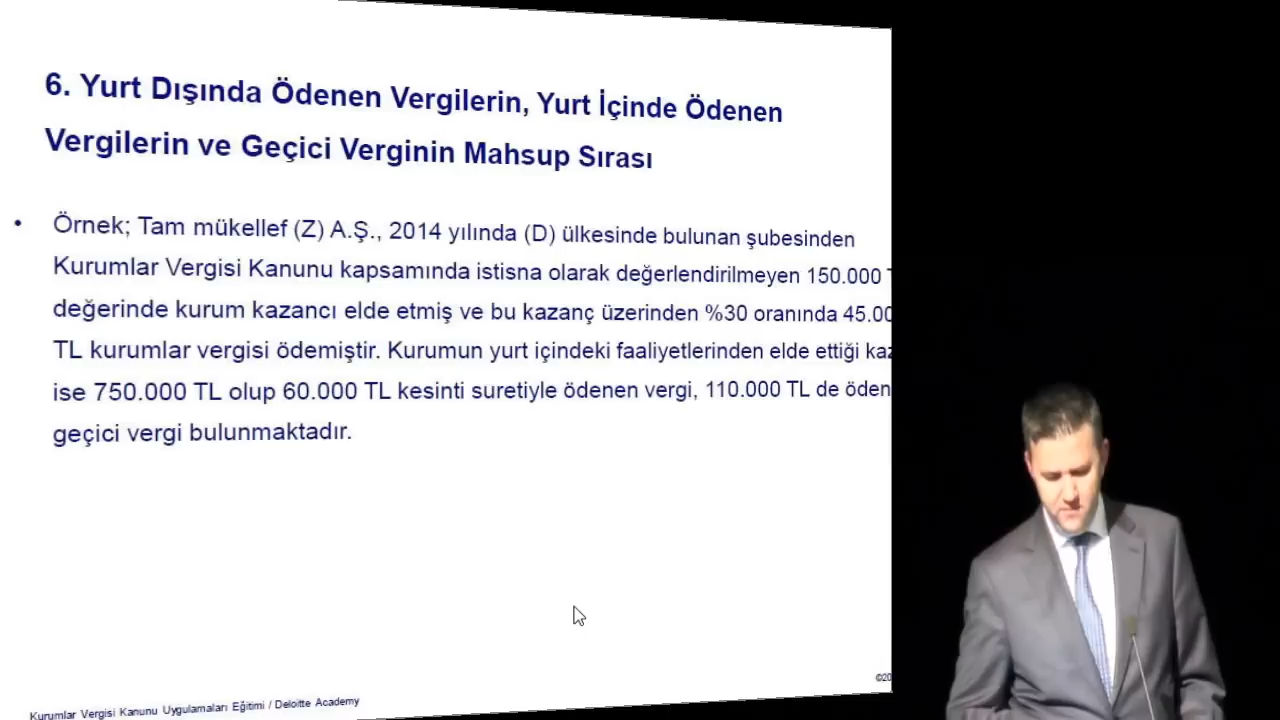 6. Yurt Dışında Ödenen Vergilerin, Yurt İçinde Ödenen
Vergilerin ve Geçici Verginin Mahsup Sırası
• Örnek; Tam mükellef (Z) A.Ş., 2014 yılında (D) ülkesinde bulunan şubesinden
Kurumlar Vergisi Kanunu kapsamında istisna olarak değerlendirilmeyen 150.000
değerinde kurum kazancı elde etmiş ve bu kazanç üzerinden %30 oranında 45.00
TL kurumlar vergisi ödemiştir. Kurumun yurt içindeki faaliyetlerinden elde ettiği kaz
ise 750.000 TL olup 60.000 TL kesinti suretiyle ödenen vergi, 110.000 TL de öden
geçici vergi bulunmaktadır.
©20
Kurumlar Vergisi Kanunu Uygulamaları Eğitimi / Deloitte Academy